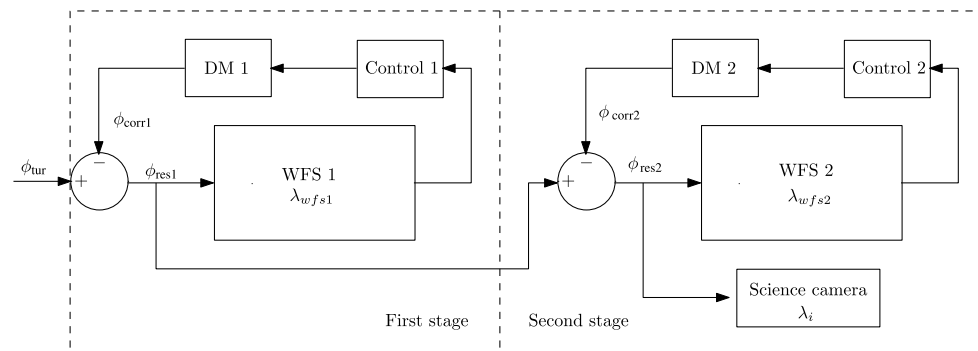 DM 1
Control 1
DM 2
Control 2
ϕcorr1
ϕcorr2
ϕtur
+
−
ϕres1
WFS 1
λwfs1
+
−
ϕres2
WFS 2
λwfs2
Science camera
λi
First stage
Second stage